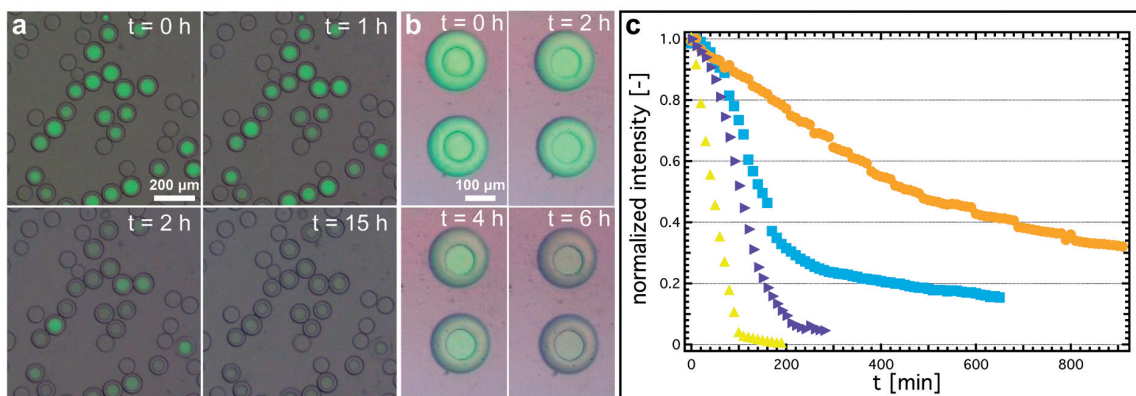 a
t = 0 h
t = 1 h
200 µm
t = 2 h
t = 15 h
b
t = 0 h
t = 2 h
100 µm
t = 4 h
t = 6 h
c
normalized intensity [-]
1.0
0.8
0.6
0.4
0.2
0
0
200
400
600
800
t [min]